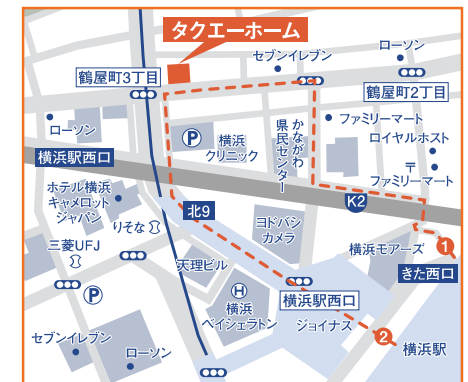 タクエーホーム
セブンイレブン
ローソン
鶴屋町3丁目
鶴屋町2丁目
ローソン
P
横浜
クリニック
かながわ
県民センター
ファミリーマート
ロイヤルホスト
〒
ファミリーマート
横浜駅西口
K2
ホテル横浜
キャメロット
ジャパン
北9
ヨドバシ
カメラ
横浜モアーズ
1
きた西口
りそな
三菱UFJ
天理ビル
P
H
横浜
ベイシェラトン
横浜駅西口
ジョイナス
2
横浜駅
セブンイレブン
ローソン